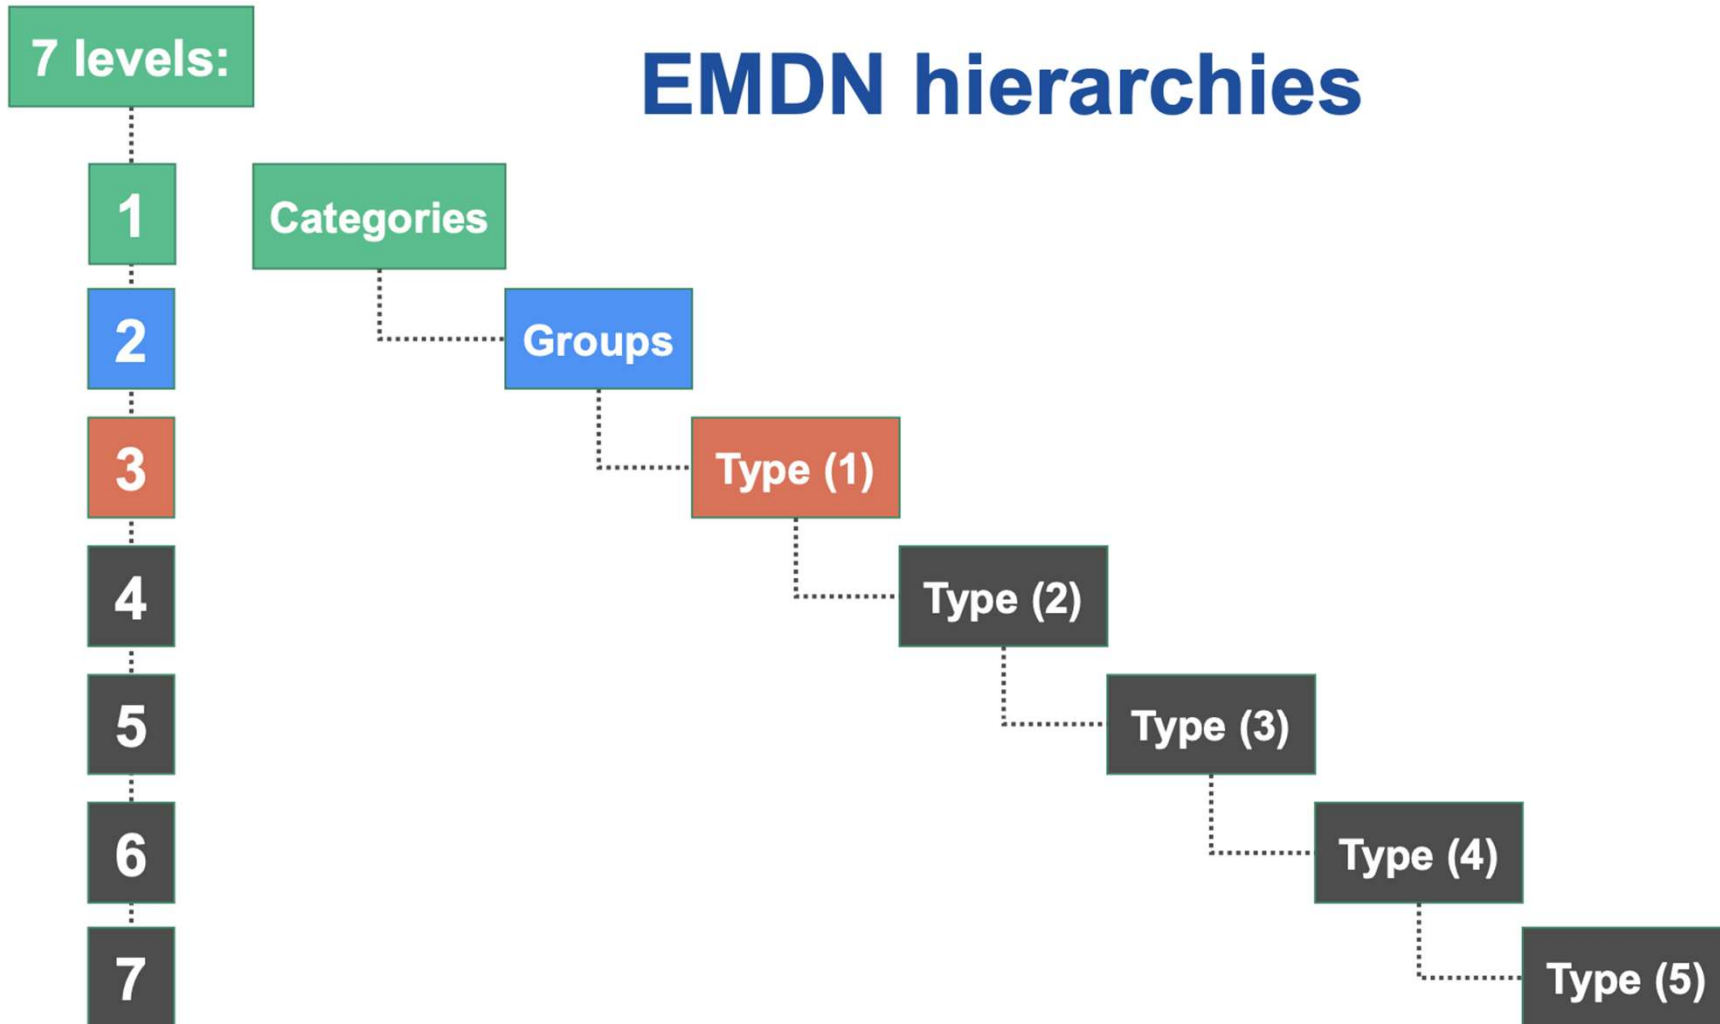 7 levels:
EMDN hierarchies
1
Categories
2
Groups
3
Type (1)
4
Type (2)
5
Type (3)
6
Type (4)
7
Type (5)